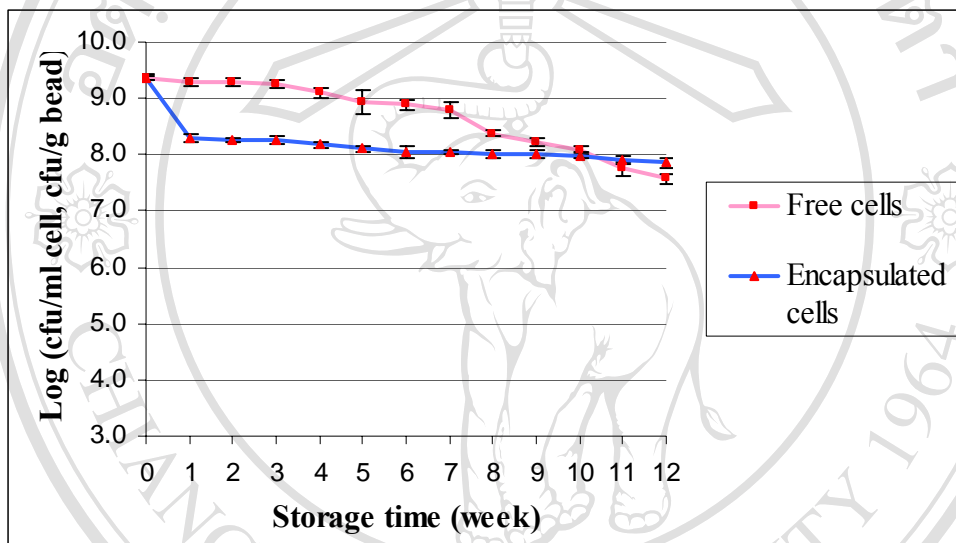 10.0
9.0
8.0
7.0
6.0
5.0
4.0
3.0
Log (cfu/ml cell, cfu/g bead)
0 1 2 3 4 5 6 7 8 9 10 11 12
Storage time (week)
Free cells
Encapsulated
cells
1964